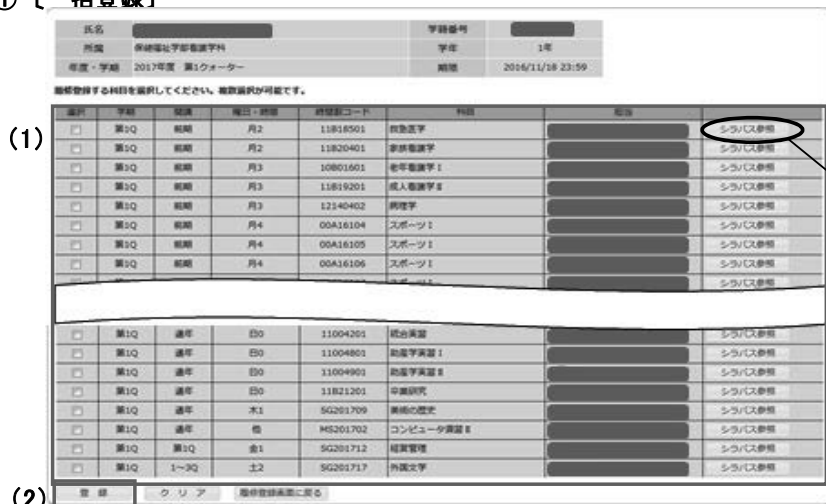 ① [一括登録]
氏名 学籍番号
所属 保健福祉学部看護学科 学年 1年
年度・学期 2017年度 第1クォーター 期限 2016/11/18 23:59
履修登録する科目を選択してください。複数選択が可能です。
選択 学期 開講 曜日・時限 時間割コード 科目 担当
(1)
第1Q 前期 月2 11B18501 救急医学 シラバス参照
第1Q 前期 月2 11B20401 家族看護学 シラバス参照
第1Q 前期 月3 10B01601 老年看護学Ⅰ シラバス参照
第1Q 前期 月3 11B19201 成人看護学Ⅱ シラバス参照
第1Q 前期 月3 12140402 病理学 シラバス参照
第1Q 前期 月4 00A16104 スポーツⅠ シラバス参照
第1Q 前期 月4 00A16105 スポーツⅠ シラバス参照
第1Q 前期 月4 00A16106 スポーツⅠ シラバス参照
シラバス参照
第1Q 通年 日0 11004201 統合実習 シラバス参照
第1Q 通年 日0 11004801 助産学実習Ⅰ シラバス参照
第1Q 通年 日0 11004901 助産学実習Ⅱ シラバス参照
第1Q 通年 日0 11B21201 卒業研究 シラバス参照
第1Q 通年 木1 SG201709 美術の歴史 シラバス参照
第1Q 通年 他 MS201702 コンピュータ演習Ⅱ シラバス参照
第1Q 第1Q 金1 SG201712 経営管理 シラバス参照
第1Q 1~3Q 土2 SG201717 外国文学 シラバス参照
(2) 登録 クリア 履修登録画面に戻る